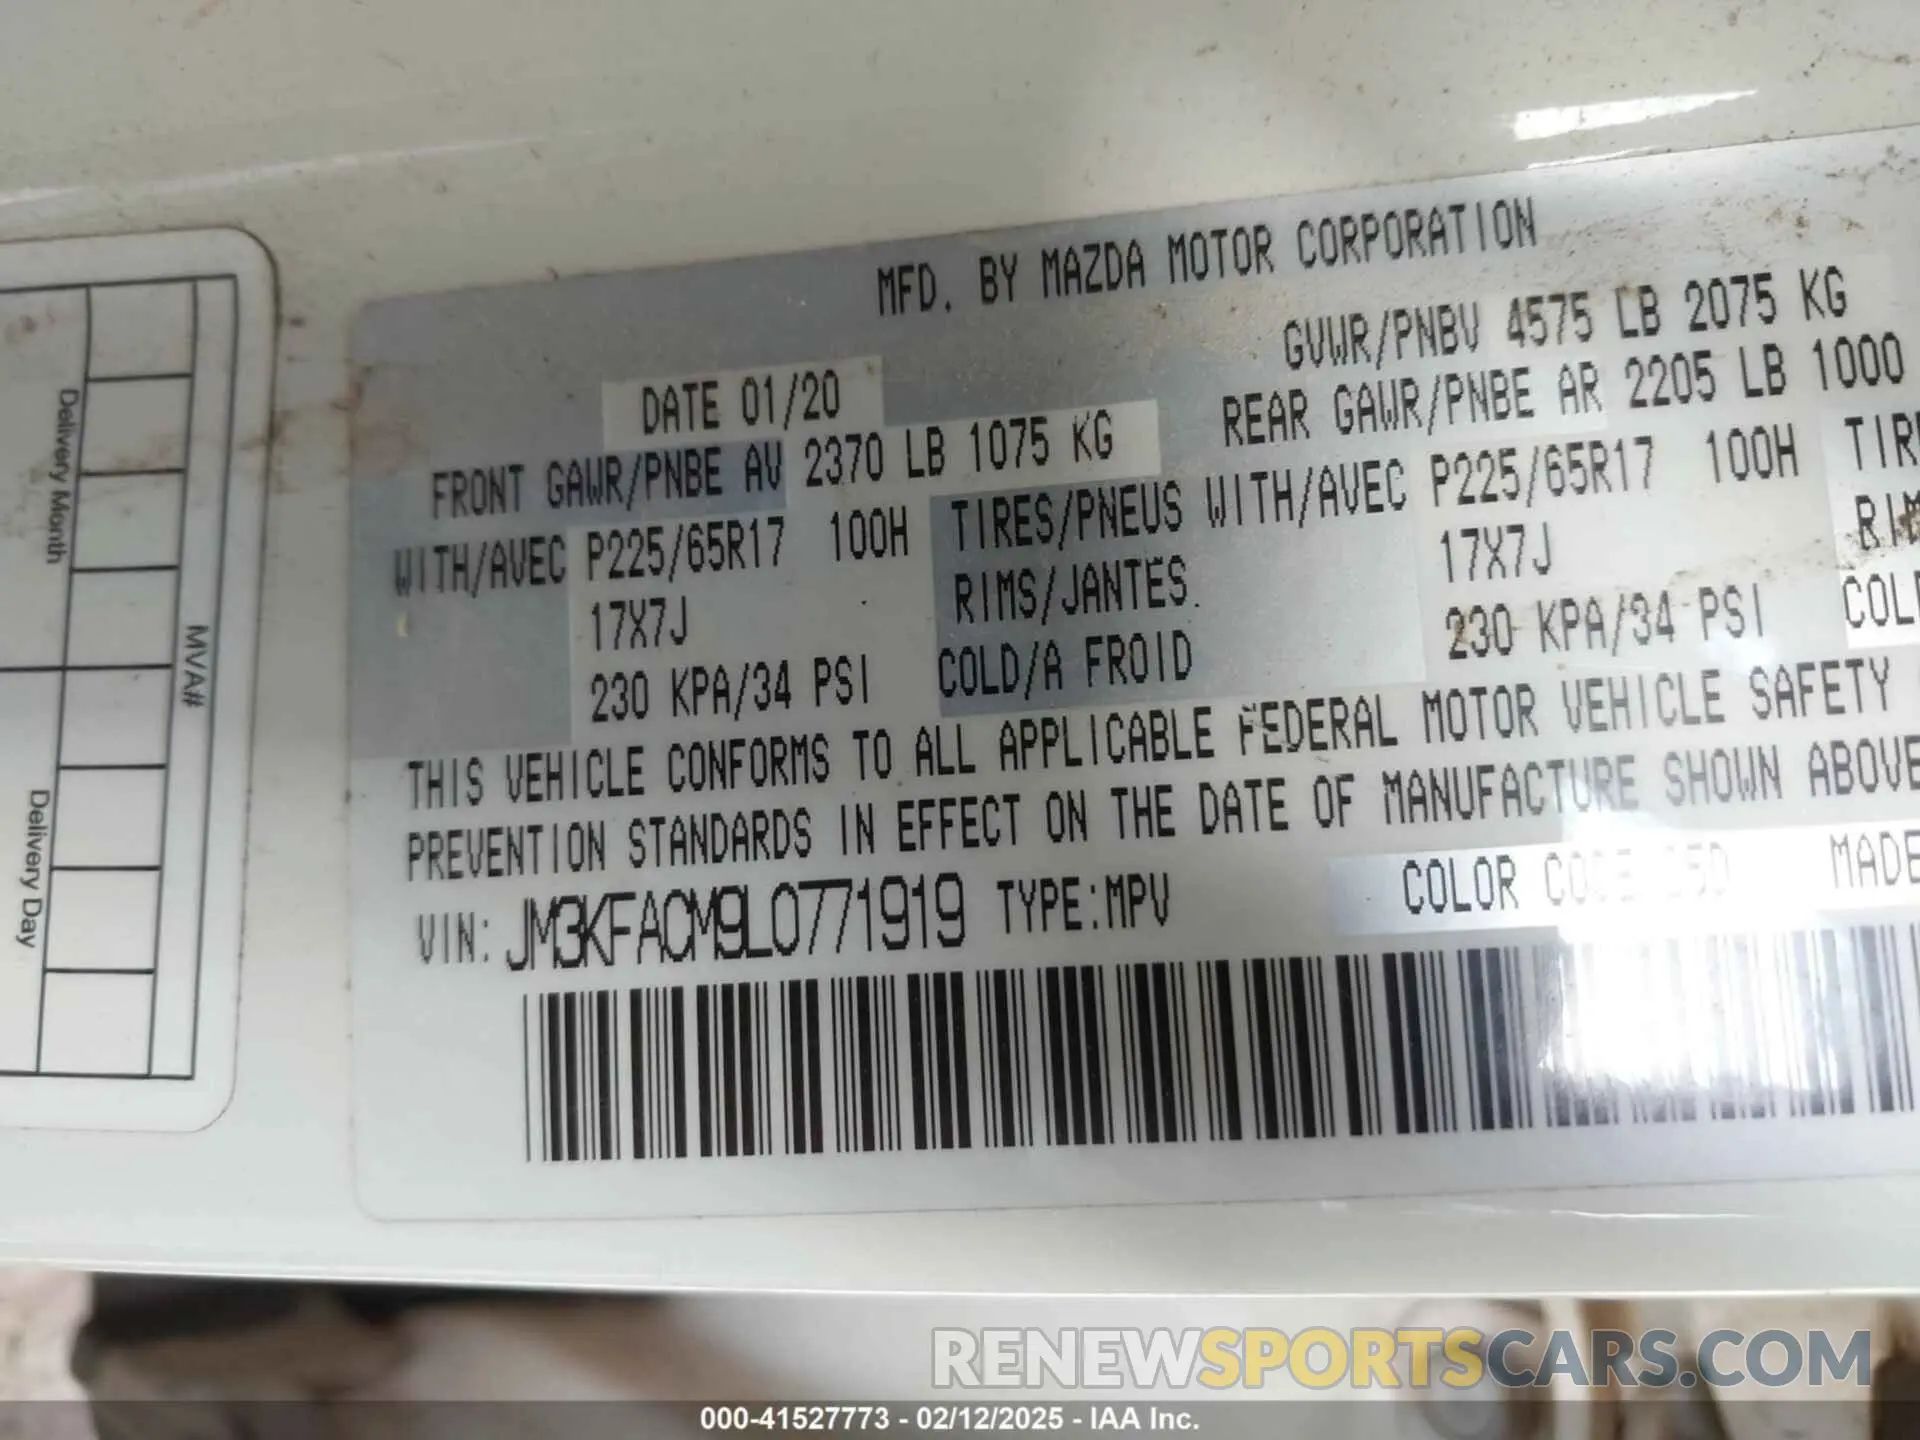 MFD. BY MAZDA MOTOR CORPORATION
DATE 01/20
GVWR/PNBV 4575 LB 2075 KG
FRONT GAWR/PNBE AV 2370 LB 1075 KG
REAR GAWR/PNBE AR 2205 LB 1000
WITH/AVEC P225/65R17 100H
TIRES/PNEUS WITH/AVEC P225/65R17 100H
17X7J
RIMS/JANTES
17X7J
230 KPA/34 PSI
COLD/A FROID
230 KPA/34 PSI
THIS VEHICLE CONFORMS TO ALL APPLICABLE FEDERAL MOTOR VEHICLE SAFETY
PREVENTION STANDARDS IN EFFECT ON THE DATE OF MANUFACTURE SHOWN ABOVE
VIN: JM3KFACM9L0771919 TYPE:MPV
COLOR CODE
MADE
MVA#
Delivery Month
Delivery Day
RENEWSPORTSCARS.COM
000-41527773 - 02/12/2025 - IAA Inc.